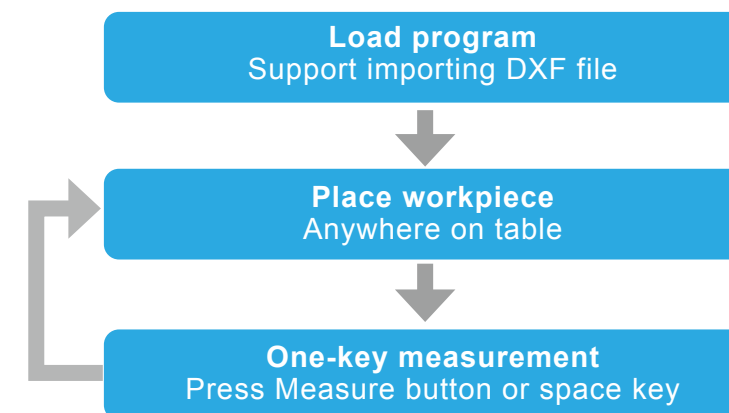 Load program
Support importing DXF file
Place workpiece
Anywhere on table
One-key measurement
Press Measure button or space key